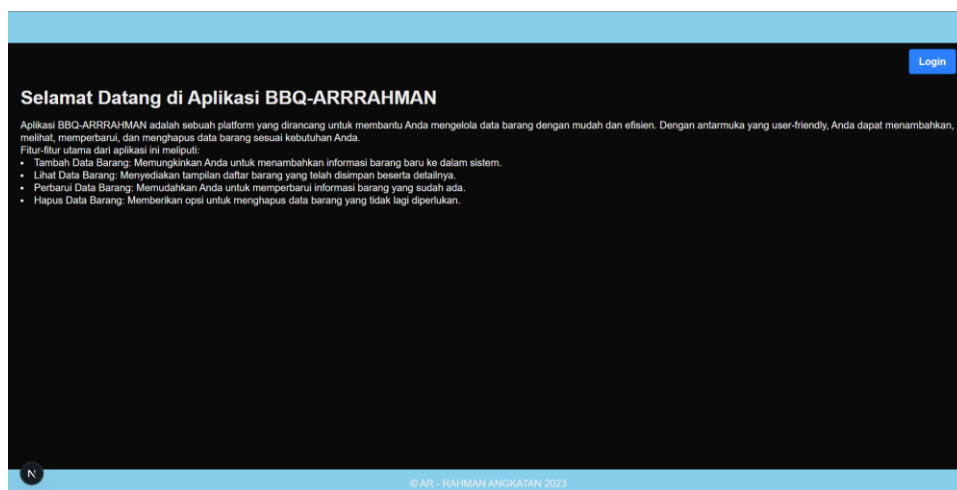 Login
Selamat Datang di Aplikasi BBQ-ARRRAHMAN
Aplikasi BBQ-ARRRAHMAN adalah sebuah platform yang dirancang untuk membantu Anda mengelola data barang dengan mudah dan efisien. Dengan antarmuka yang user-friendly, Anda dapat menambahkan,
melihat, memperbarui, dan menghapus data barang sesuai kebutuhan Anda.
Fitur-fitur utama dari aplikasi ini meliputi:
• Tambah Data Barang: Memungkinkan Anda untuk menambahkan informasi barang baru ke dalam sistem.
• Lihat Data Barang: Menyediakan tampilan daftar barang yang telah disimpan beserta detailnya.
• Perbarui Data Barang: Memudahkan Anda untuk memperbarui informasi barang yang sudah ada.
• Hapus Data Barang: Memberikan opsi untuk menghapus data barang yang tidak lagi diperlukan.
N
© AR - RAHMAN ANGKATAN 2023